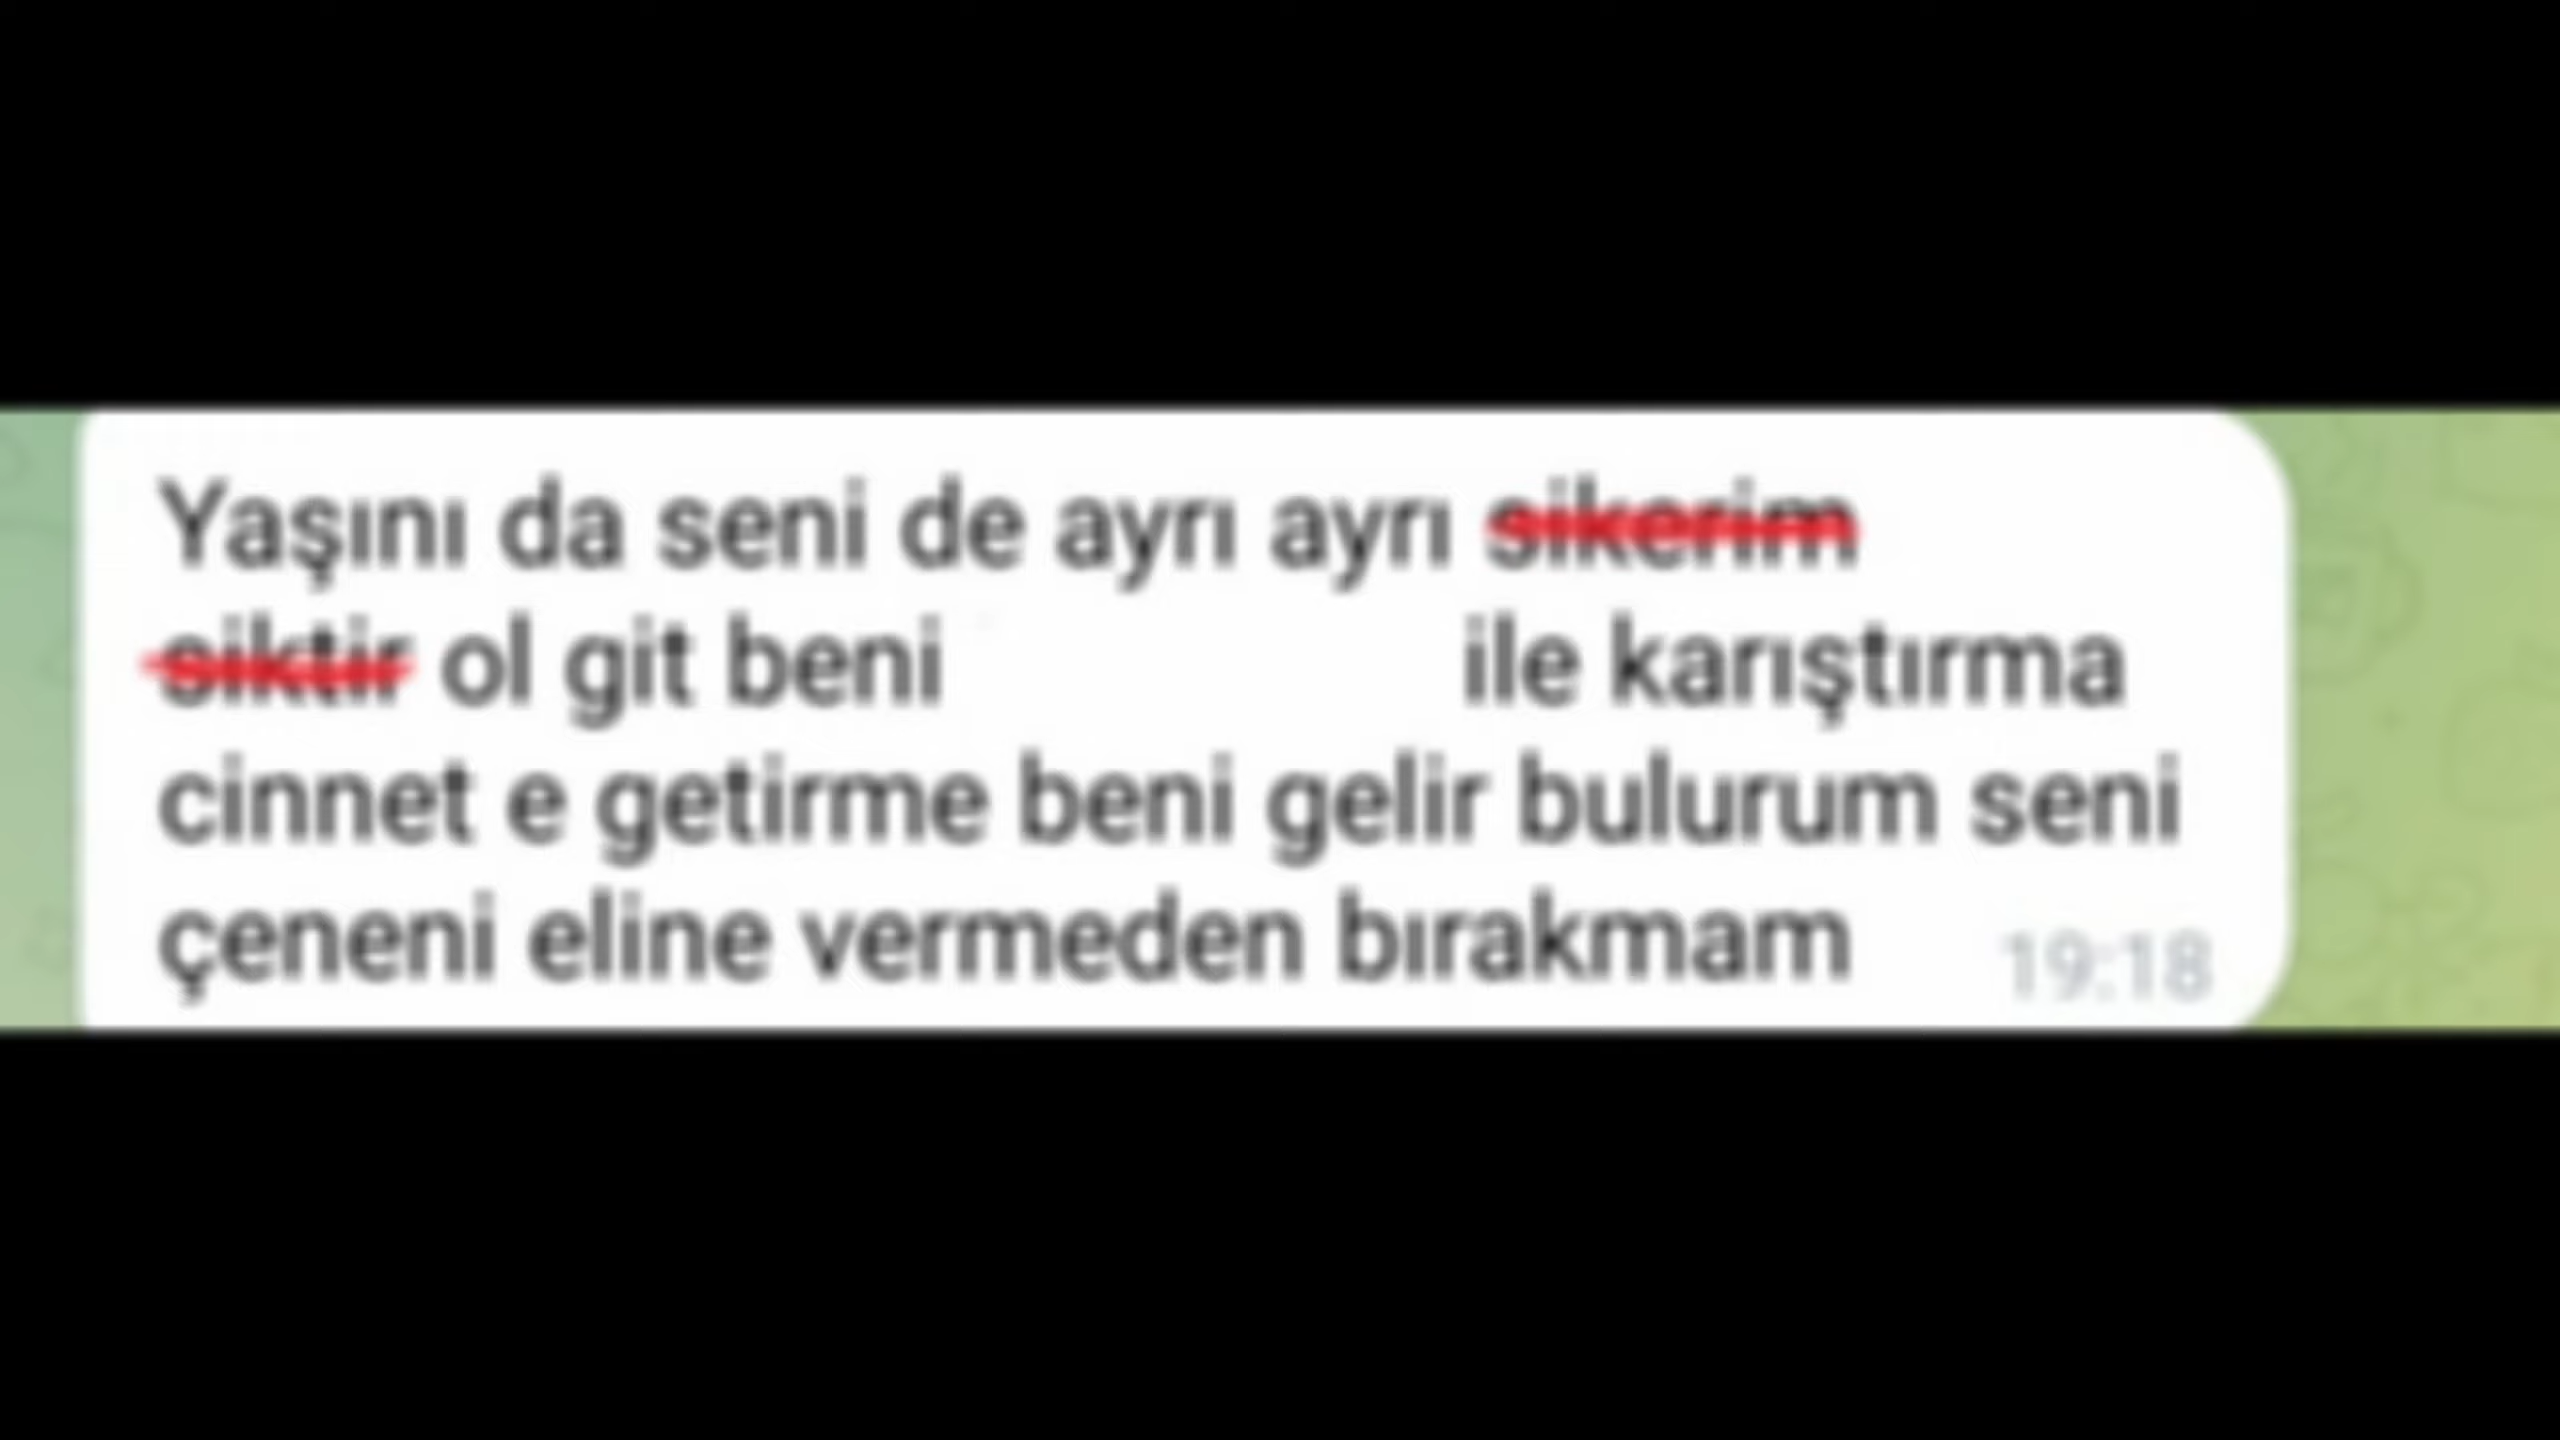 Yaşını da seni de ayrı ayrı sikerim
siktir ol git beni ile karıştırma
cinnet e getirme beni gelir bulurum seni
çeneni eline vermeden bırakmam
19:18